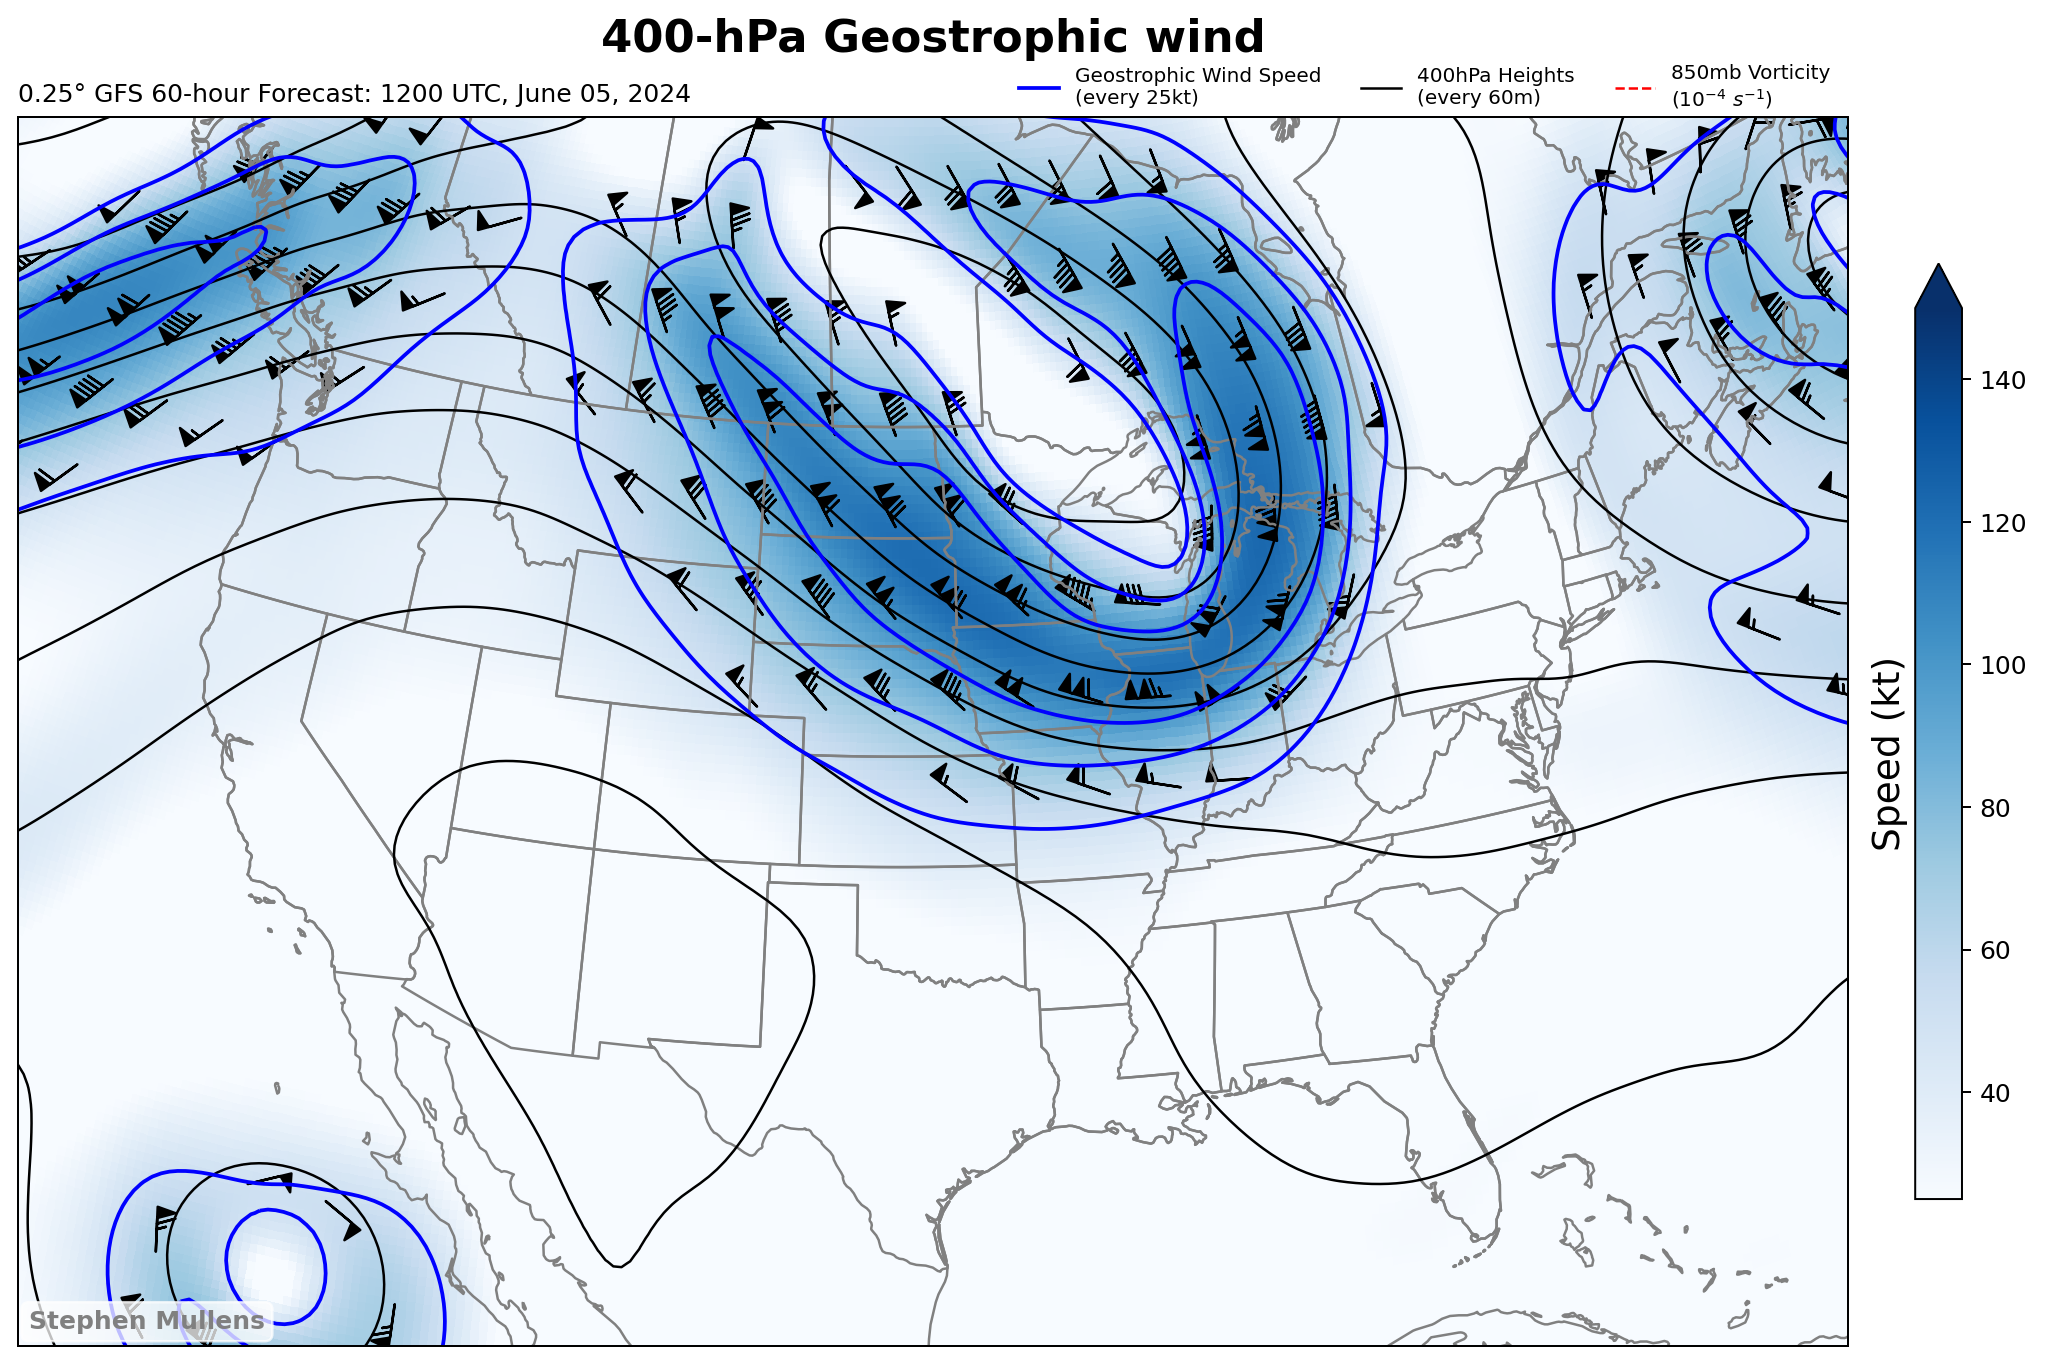 400-hPa Geostrophic wind
0.25° GFS 60-hour Forecast: 1200 UTC, June 05, 2024
Geostrophic Wind Speed
(every 25kt)
400hPa Heights
(every 60m)
850mb Vorticity
(10⁻⁴ s⁻¹)
140
120
100
80
60
40
Speed (kt)
Stephen Mullens